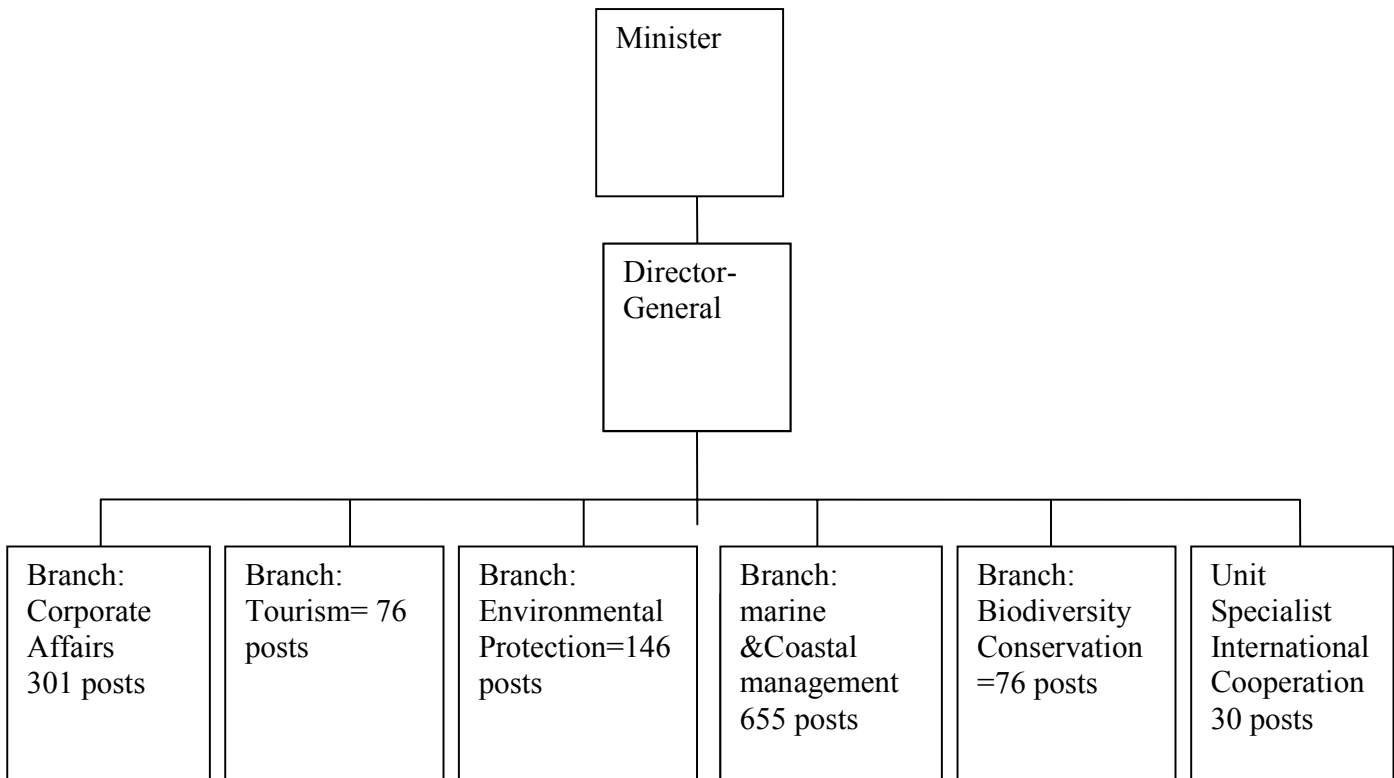 Minister
Director-
General
Branch:
Corporate
Affairs
301 posts
Branch:
Tourism= 76
posts
Branch:
Environmental
Protection=146
posts
Branch:
marine
&Coastal
management
655 posts
Branch:
Biodiversity
Conservation
=76 posts
Unit
Specialist
International
Cooperation
30 posts